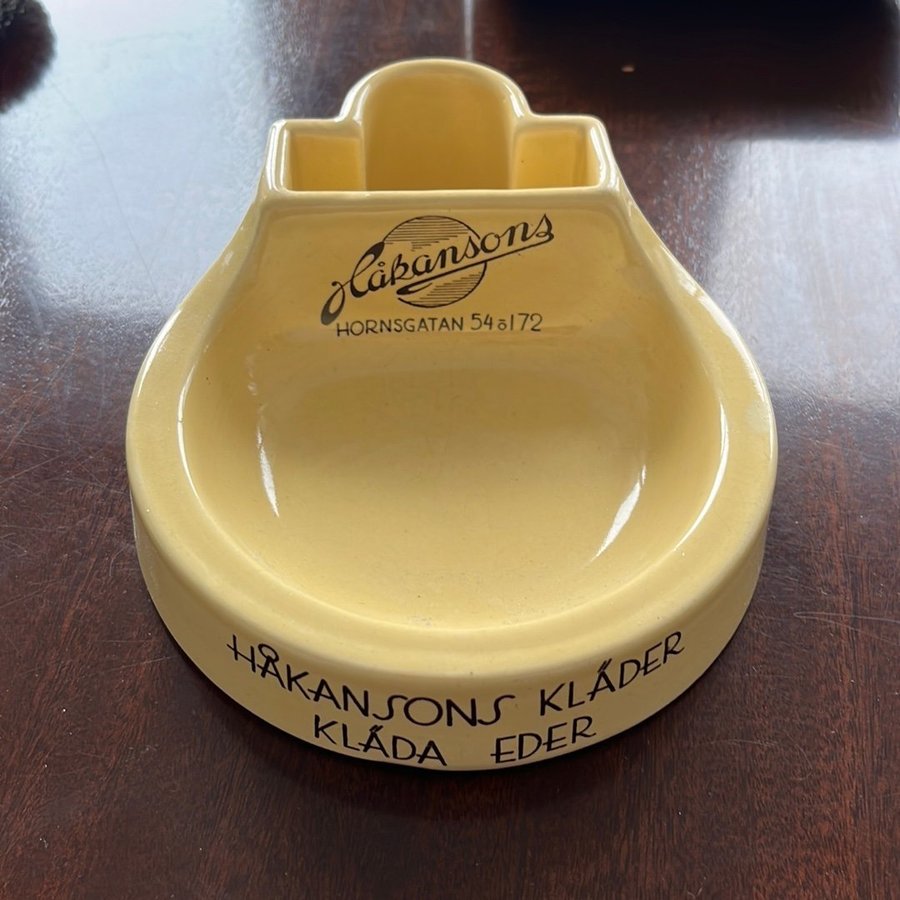 Håkansons
HORNSGATAN 54 ö 172
HÅKANSONS KLÄDER
KLÄDA EDER